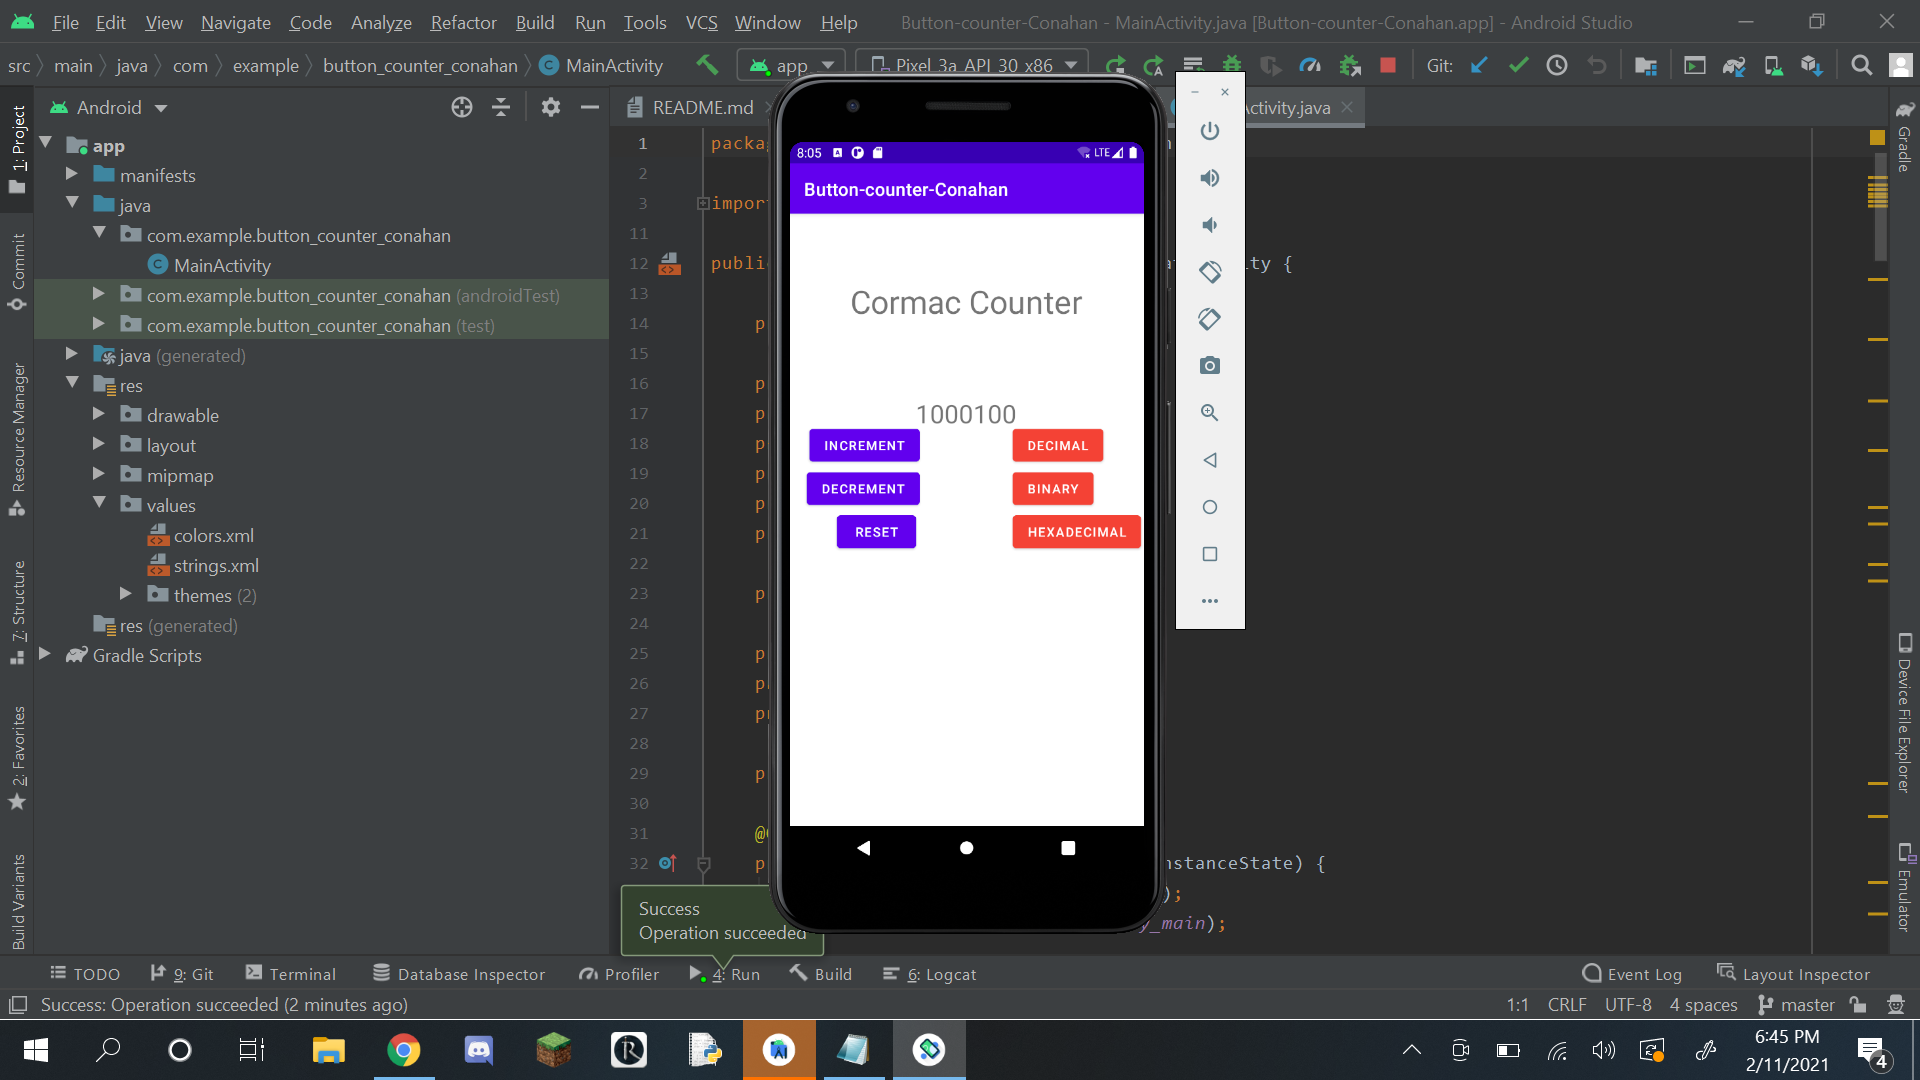 File Edit View Navigate Code Analyze Refactor Build Run Tools VCS Window Help Button-counter-Conahan - MainActivity.java [Button-counter-Conahan.app] - Android Studio
src main java com example button_counter_conahan MainActivity app Pixel_3a_API_30_x86 Git:
Android README.md ctivity.java
1: Project
Commit
Resource Manager
7: Structure
2: Favorites
Build Variants
app
manifests
java
com.example.button_counter_conahan
MainActivity
com.example.button_counter_conahan (androidTest)
com.example.button_counter_conahan (test)
java (generated)
res
drawable
layout
mipmap
values
colors.xml
strings.xml
themes (2)
res (generated)
Gradle Scripts
1 packa
2
3 impor
11
12 publi ity {
13
14 p
15
16 p
17 p
18 p
19 p
20 p
21 p
22
23 p
24
25 p
26 p
27 p
28
29 p
30
31 @
32 p nstanceState) {
);
y_main);
8:05 LTE
Button-counter-Conahan
Cormac Counter
1000100
INCREMENT DECIMAL
DECREMENT BINARY
RESET HEXADECIMAL
Gradle
Device File Explorer
Emulator
Success
Operation succeeded
TODO 9: Git Terminal Database Inspector Profiler 4: Run Build 6: Logcat Event Log Layout Inspector
Success: Operation succeeded (2 minutes ago) 1:1 CRLF UTF-8 4 spaces master
6:45 PM
2/11/2021
4